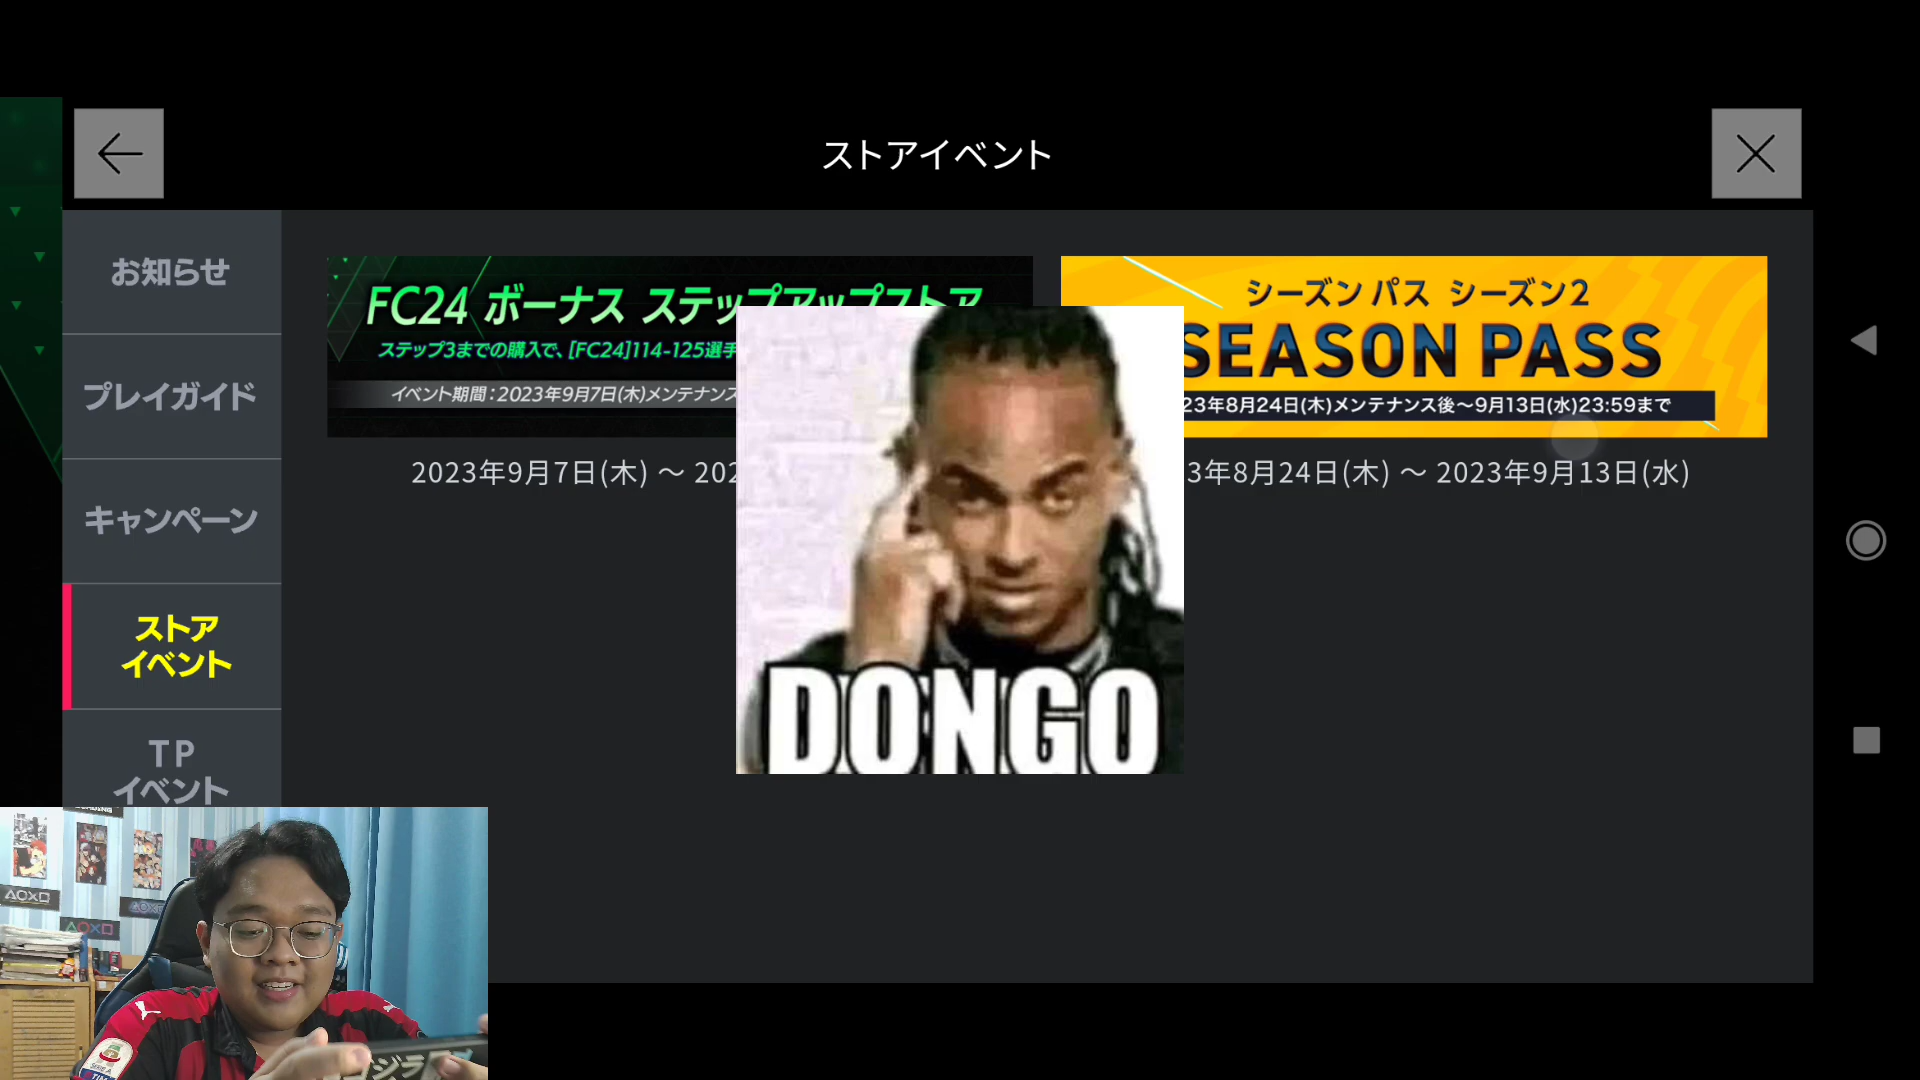 ストアイベント
お知らせ
プレイガイド
キャンペーン
ストア
イベント
TP
イベント
FC24 ボーナス ステップアップストア
ステップ3までの購入で、[FC24]114-125選手
イベント期間：2023年9月7日(木)メンテナンス
2023年9月7日(木) ～ 202
シーズン パス シーズン2
SEASON PASS
23年8月24日(木)メンテナンス後～9月13日(水)23:59まで
3年8月24日(木) ～ 2023年9月13日(水)
DONGO